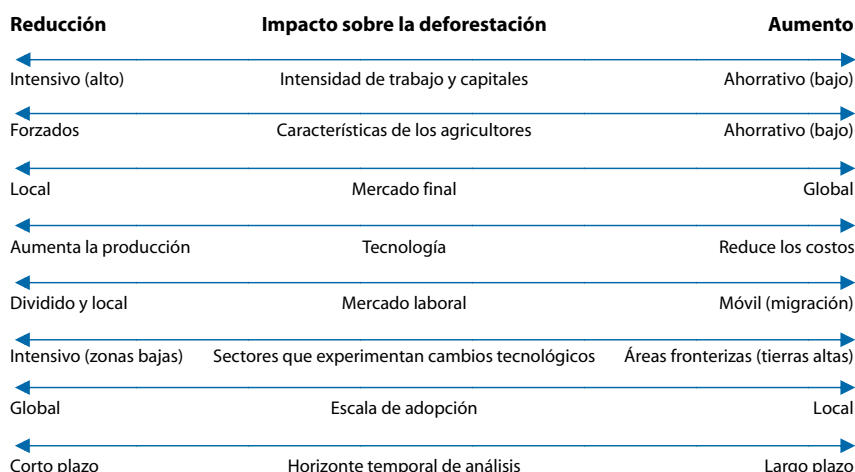 Reducción Impacto sobre la deforestación Aumento
Intensivo (alto) Intensidad de trabajo y capitales Ahorrativo (bajo)
Forzados Características de los agricultores Ahorrativo (bajo)
Local Mercado final Global
Aumenta la producción Tecnología Reduce los costos
Dividido y local Mercado laboral Móvil (migración)
Intensivo (zonas bajas) Sectores que experimentan cambios tecnológicos Áreas fronterizas (tierras altas)
Global Escala de adopción Local
Corto plazo Horizonte temporal de análisis Largo plazo